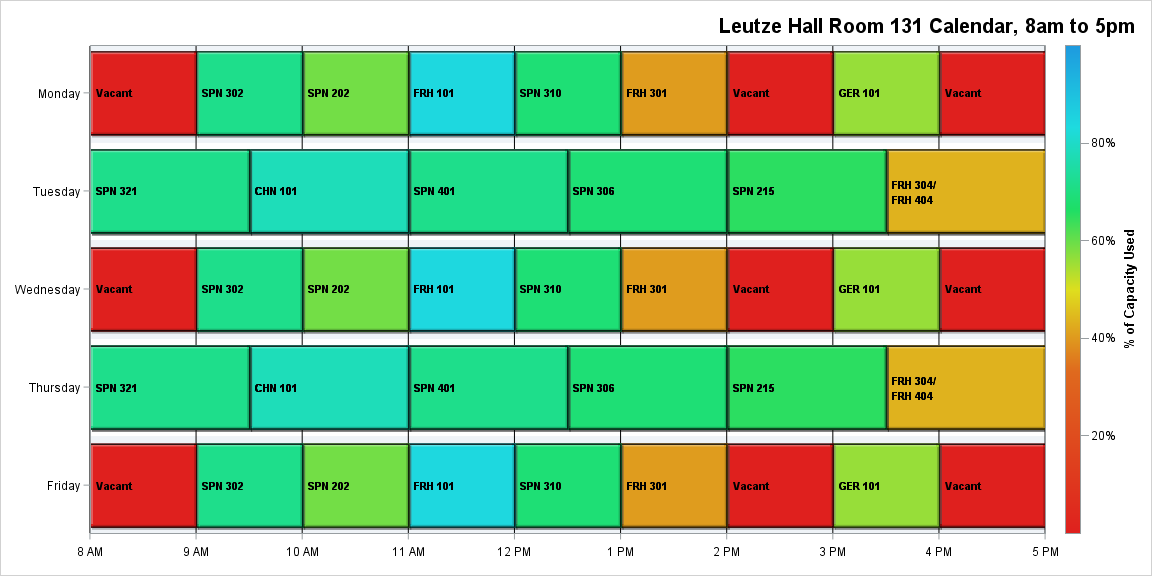 Leutze Hall Room 131 Calendar, 8am to 5pm
Monday
Vacant
SPN 302
SPN 202
FRH 101
SPN 310
FRH 301
Vacant
GER 101
Vacant
Tuesday
SPN 321
CHN 101
SPN 401
SPN 306
SPN 215
FRH 304/
FRH 404
Wednesday
Vacant
SPN 302
SPN 202
FRH 101
SPN 310
FRH 301
Vacant
GER 101
Vacant
Thursday
SPN 321
CHN 101
SPN 401
SPN 306
SPN 215
FRH 304/
FRH 404
Friday
Vacant
SPN 302
SPN 202
FRH 101
SPN 310
FRH 301
Vacant
GER 101
Vacant
8 AM
9 AM
10 AM
11 AM
12 PM
1 PM
2 PM
3 PM
4 PM
5 PM
80%
60%
40%
20%
% of Capacity Used